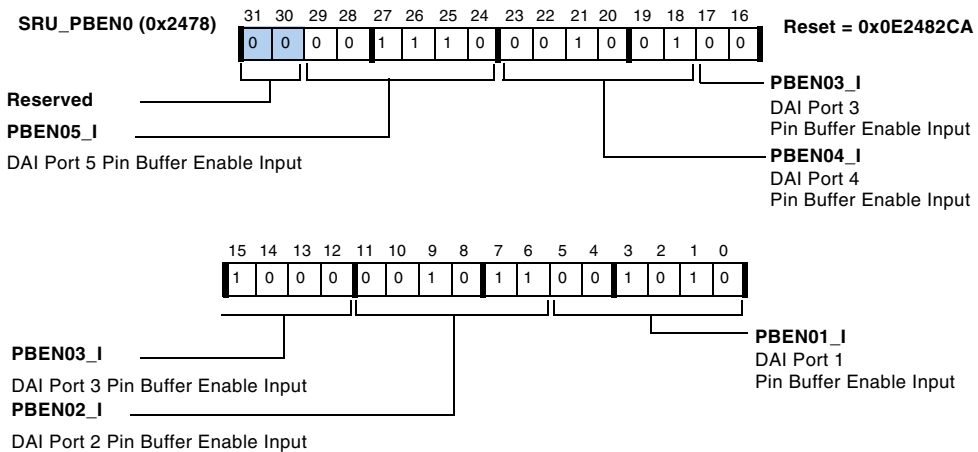 SRU_PBEN0 (0x2478)
31 30 29 28 27 26 25 24 23 22 21 20 19 18 17 16
Reset = 0x0E2482CA
0 0 0 0 1 1 1 0 0 0 1 0 0 1 0 0
Reserved
PBEN05_I
DAI Port 5 Pin Buffer Enable Input
PBEN03_I
DAI Port 3
Pin Buffer Enable Input
PBEN04_I
DAI Port 4
Pin Buffer Enable Input
15 14 13 12 11 10 9 8 7 6 5 4 3 2 1 0
1 0 0 0 0 0 1 0 1 1 0 0 1 0 1 0
PBEN03_I
DAI Port 3 Pin Buffer Enable Input
PBEN02_I
DAI Port 2 Pin Buffer Enable Input
PBEN01_I
DAI Port 1
Pin Buffer Enable Input